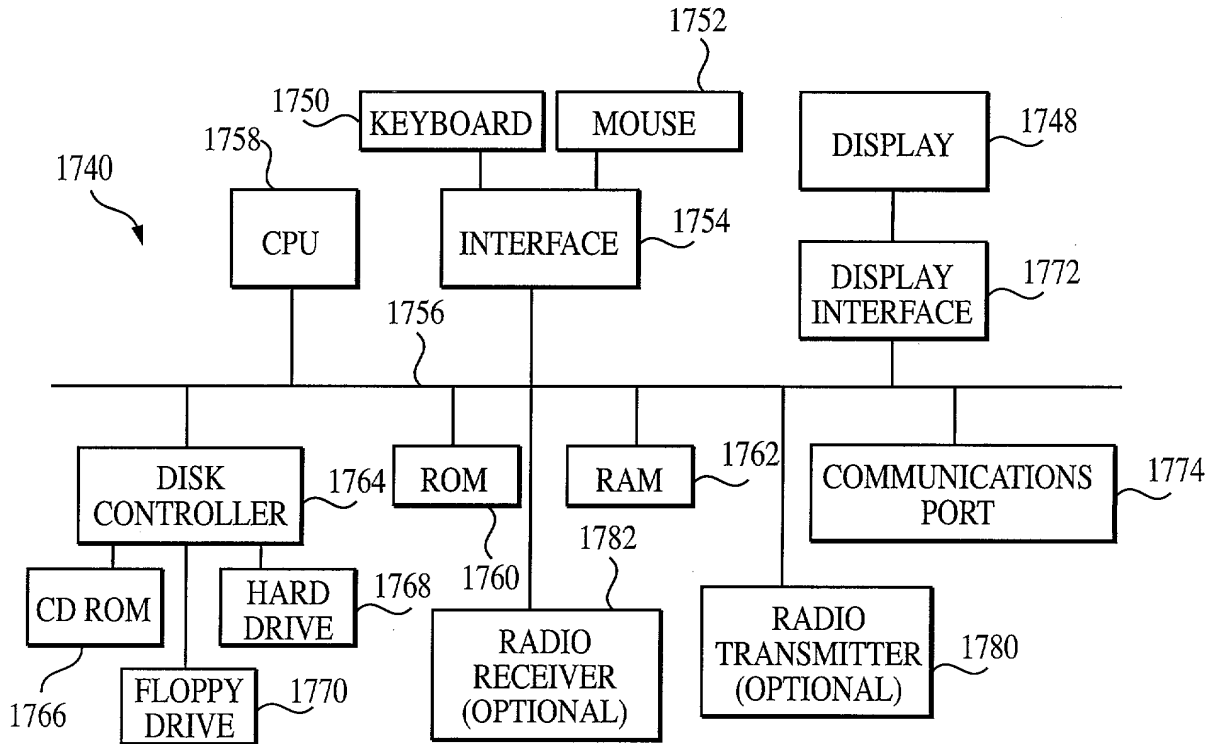 1752
1750
KEYBOARD
MOUSE
1758
DISPLAY
1748
1740
CPU
INTERFACE
1754
DISPLAY
INTERFACE
1772
1756
DISK
CONTROLLER
1764
ROM
1760
RAM
1762
COMMUNICATIONS
PORT
1774
CD ROM
1766
HARD
DRIVE
1768
FLOPPY
DRIVE
1770
1782
RADIO
RECEIVER
(OPTIONAL)
RADIO
TRANSMITTER
(OPTIONAL)
1780